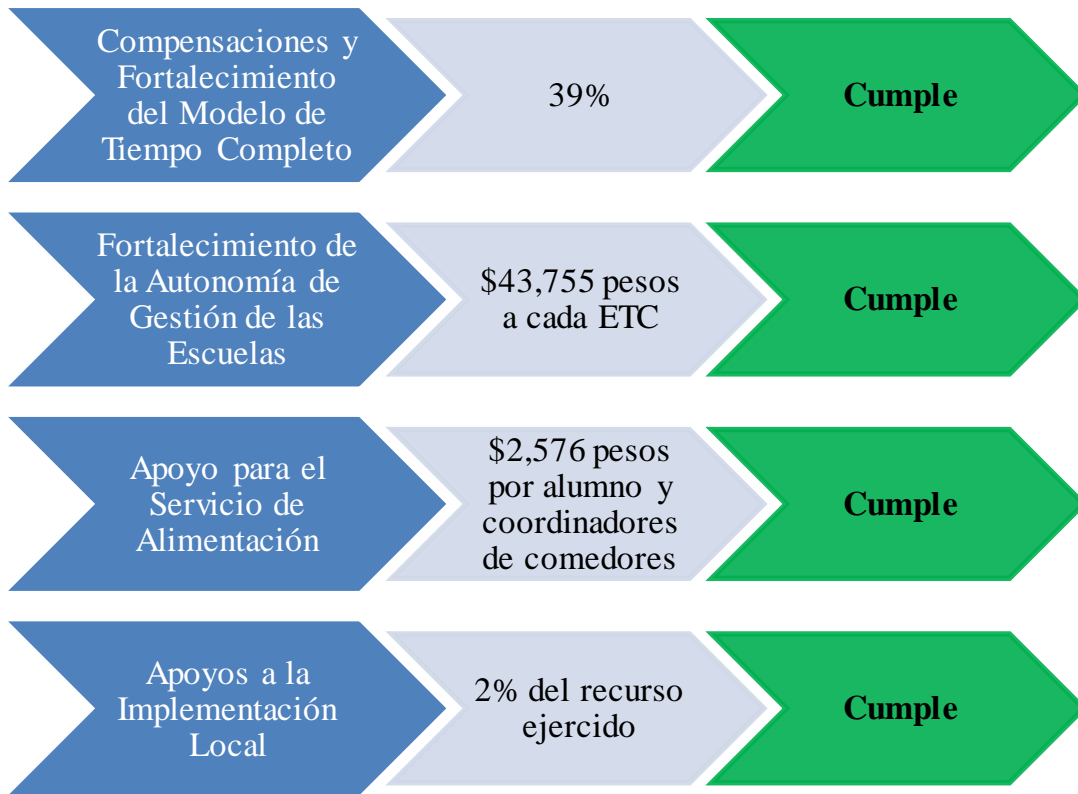 Compensaciones y
Fortalecimiento
del Modelo de
Tiempo Completo
39%
Cumple
Fortalecimiento de
la Autonomía de
Gestión de las
Escuelas
$43,755 pesos
a cada ETC
Cumple
Apoyo para el
Servicio de
Alimentación
$2,576 pesos
por alumno y
coordinadores
de comedores
Cumple
Apoyos a la
Implementación
Local
2% del recurso
ejercido
Cumple